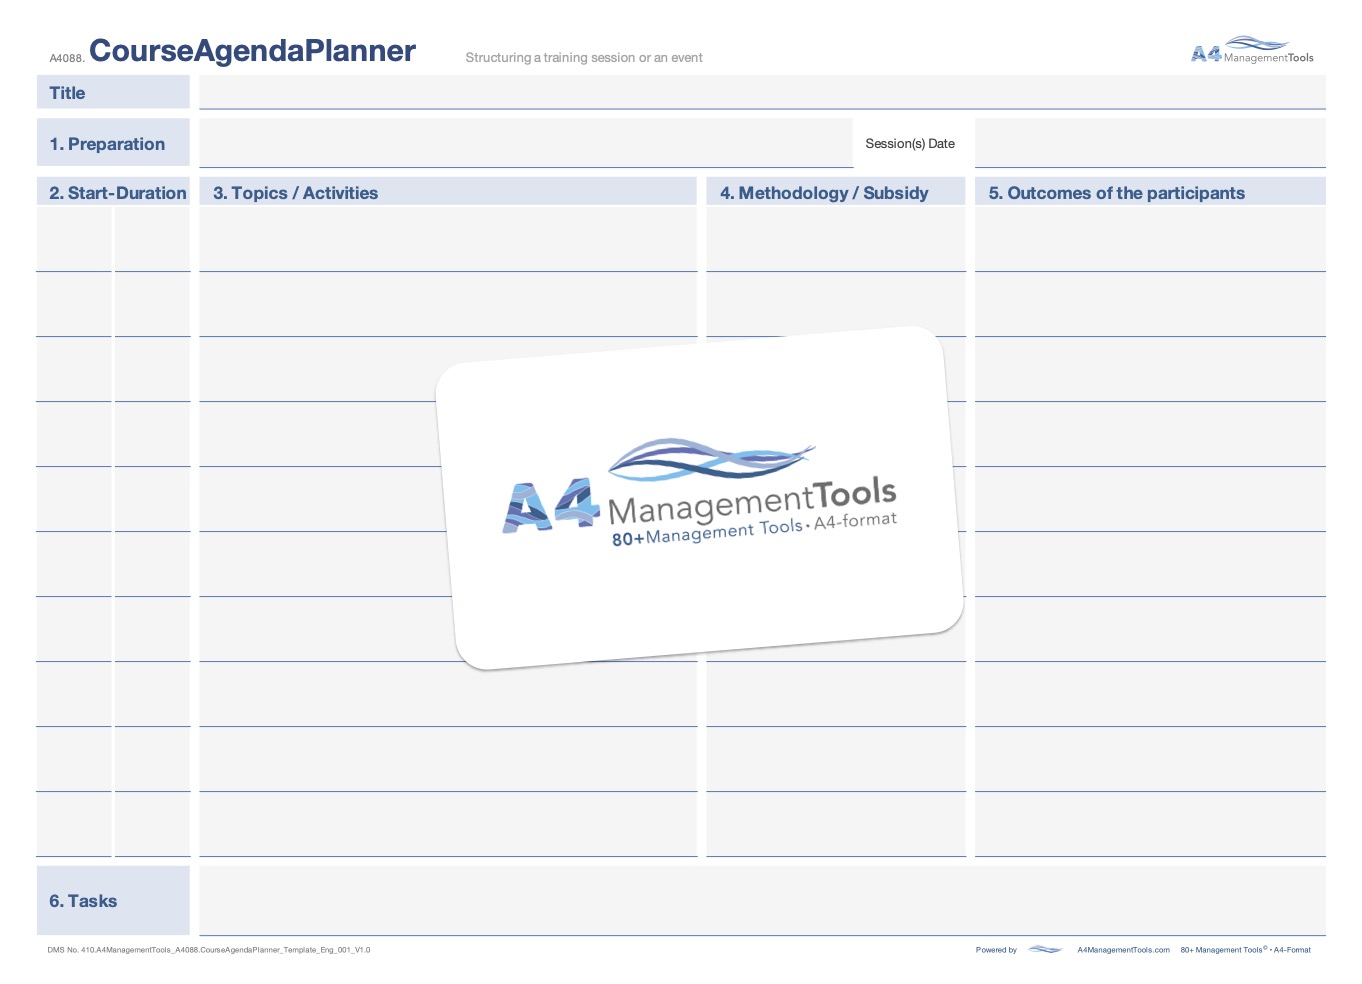 A4088. CourseAgendaPlanner Structuring a training session or an event A4 ManagementTools
Title
1. Preparation Session(s) Date
2. Start-Duration 3. Topics / Activities 4. Methodology / Subsidy 5. Outcomes of the participants
A4 ManagementTools
80+Management Tools • A4-format
6. Tasks
DMS No. 410.A4ManagementTools_A4088.CourseAgendaPlanner_Template_Eng_001_V1.0 Powered by A4ManagementTools.com 80+ Management Tools© • A4-Format